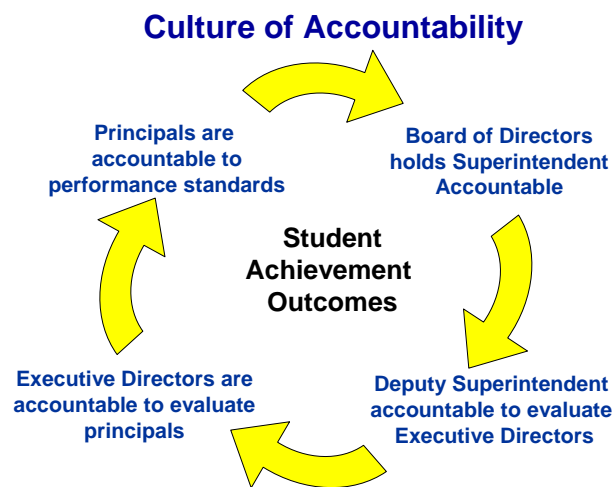 Culture of Accountability
Principals are
accountable to
performance standards
Board of Directors
holds Superintendent
Accountable
Student
Achievement
Outcomes
Executive Directors are
accountable to evaluate
principals
Deputy Superintendent
accountable to evaluate
Executive Directors